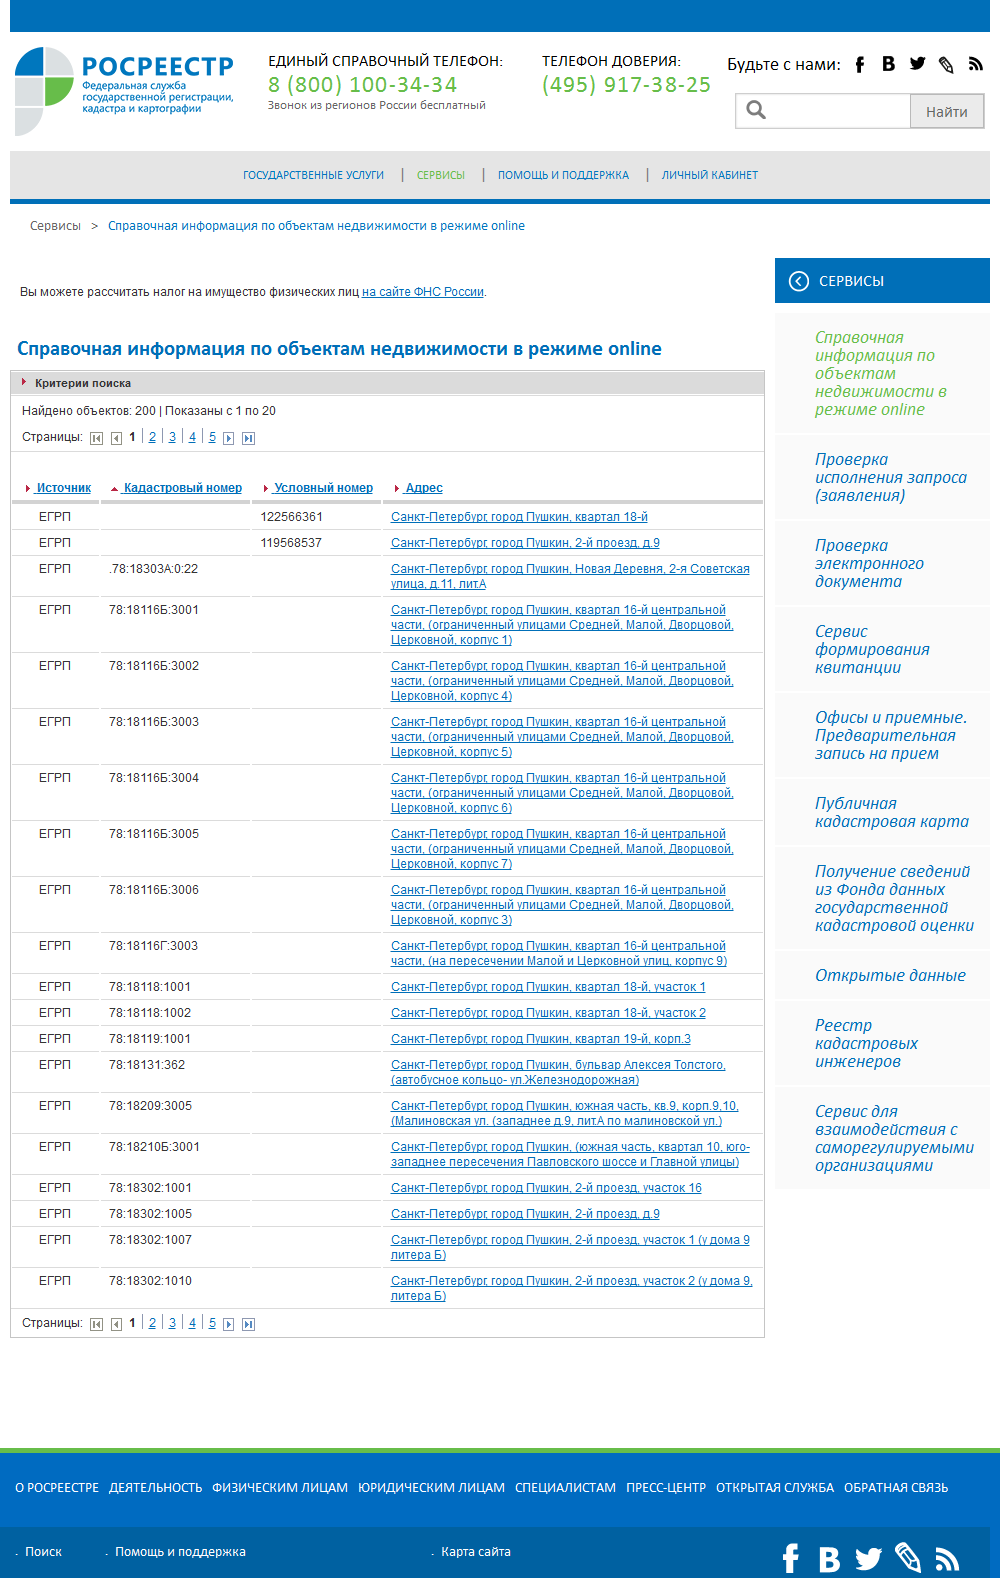 РОСРЕЕСТР
Федеральная служба
государственной регистрации,
кадастра и картографии
ЕДИНЫЙ СПРАВОЧНЫЙ ТЕЛЕФОН:
8 (800) 100-34-34
Звонок из регионов России бесплатный
ТЕЛЕФОН ДОВЕРИЯ:
(495) 917-38-25
Будьте с нами:
Найти
ГОСУДАРСТВЕННЫЕ УСЛУГИ | СЕРВИСЫ | ПОМОЩЬ И ПОДДЕРЖКА | ЛИЧНЫЙ КАБИНЕТ
Сервисы > Справочная информация по объектам недвижимости в режиме online
Вы можете рассчитать налог на имущество физических лиц на сайте ФНС России.
Справочная информация по объектам недвижимости в режиме online
Критерии поиска
Найдено объектов: 200 | Показаны с 1 по 20
Страницы: 1 | 2 | 3 | 4 | 5
Источник Кадастровый номер Условный номер Адрес
ЕГРП 122566361 Санкт-Петербург, город Пушкин, квартал 18-й
ЕГРП 119568537 Санкт-Петербург, город Пушкин, 2-й проезд, д.9
ЕГРП .78:18303А:0:22 Санкт-Петербург, город Пушкин, Новая Деревня, 2-я Советская
улица, д.11, лит.А
ЕГРП 78:18116Б:3001 Санкт-Петербург, город Пушкин, квартал 16-й центральной
части, (ограниченный улицами Средней, Малой, Дворцовой,
Церковной, корпус 1)
ЕГРП 78:18116Б:3002 Санкт-Петербург, город Пушкин, квартал 16-й центральной
части, (ограниченный улицами Средней, Малой, Дворцовой,
Церковной, корпус 4)
ЕГРП 78:18116Б:3003 Санкт-Петербург, город Пушкин, квартал 16-й центральной
части, (ограниченный улицами Средней, Малой, Дворцовой,
Церковной, корпус 5)
ЕГРП 78:18116Б:3004 Санкт-Петербург, город Пушкин, квартал 16-й центральной
части, (ограниченный улицами Средней, Малой, Дворцовой,
Церковной, корпус 6)
ЕГРП 78:18116Б:3005 Санкт-Петербург, город Пушкин, квартал 16-й центральной
части, (ограниченный улицами Средней, Малой, Дворцовой,
Церковной, корпус 7)
ЕГРП 78:18116Б:3006 Санкт-Петербург, город Пушкин, квартал 16-й центральной
части, (ограниченный улицами Средней, Малой, Дворцовой,
Церковной, корпус 3)
ЕГРП 78:18116Г:3003 Санкт-Петербург, город Пушкин, квартал 16-й центральной
части, (на пересечении Малой и Церковной улиц, корпус 9)
ЕГРП 78:18118:1001 Санкт-Петербург, город Пушкин, квартал 18-й, участок 1
ЕГРП 78:18118:1002 Санкт-Петербург, город Пушкин, квартал 18-й, участок 2
ЕГРП 78:18119:1001 Санкт-Петербург, город Пушкин, квартал 19-й, корп.3
ЕГРП 78:18131:362 Санкт-Петербург, город Пушкин, бульвар Алексея Толстого,
(автобусное кольцо- ул.Железнодорожная)
ЕГРП 78:18209:3005 Санкт-Петербург, город Пушкин, южная часть, кв.9, корп.9,10,
(Малиновская ул. (западнее д.9, лит.А по малиновской ул.)
ЕГРП 78:18210Б:3001 Санкт-Петербург, город Пушкин, (южная часть, квартал 10, юго-
западнее пересечения Павловского шоссе и Главной улицы)
ЕГРП 78:18302:1001 Санкт-Петербург, город Пушкин, 2-й проезд, участок 16
ЕГРП 78:18302:1005 Санкт-Петербург, город Пушкин, 2-й проезд, д.9
ЕГРП 78:18302:1007 Санкт-Петербург, город Пушкин, 2-й проезд, участок 1 (у дома 9
литера Б)
ЕГРП 78:18302:1010 Санкт-Петербург, город Пушкин, 2-й проезд, участок 2 (у дома 9,
литера Б)
Страницы: 1 | 2 | 3 | 4 | 5
СЕРВИСЫ
Справочная
информация по
объектам
недвижимости в
режиме online
Проверка
исполнения запроса
(заявления)
Проверка
электронного
документа
Сервис
формирования
квитанции
Офисы и приемные.
Предварительная
запись на прием
Публичная
кадастровая карта
Получение сведений
из Фонда данных
государственной
кадастровой оценки
Открытые данные
Реестр
кадастровых
инженеров
Сервис для
взаимодействия с
саморегулируемыми
организациями
О РОСРЕЕСТРЕ ДЕЯТЕЛЬНОСТЬ ФИЗИЧЕСКИМ ЛИЦАМ ЮРИДИЧЕСКИМ ЛИЦАМ СПЕЦИАЛИСТАМ ПРЕСС-ЦЕНТР ОТКРЫТАЯ СЛУЖБА ОБРАТНАЯ СВЯЗЬ
Поиск Помощь и поддержка Карта сайта